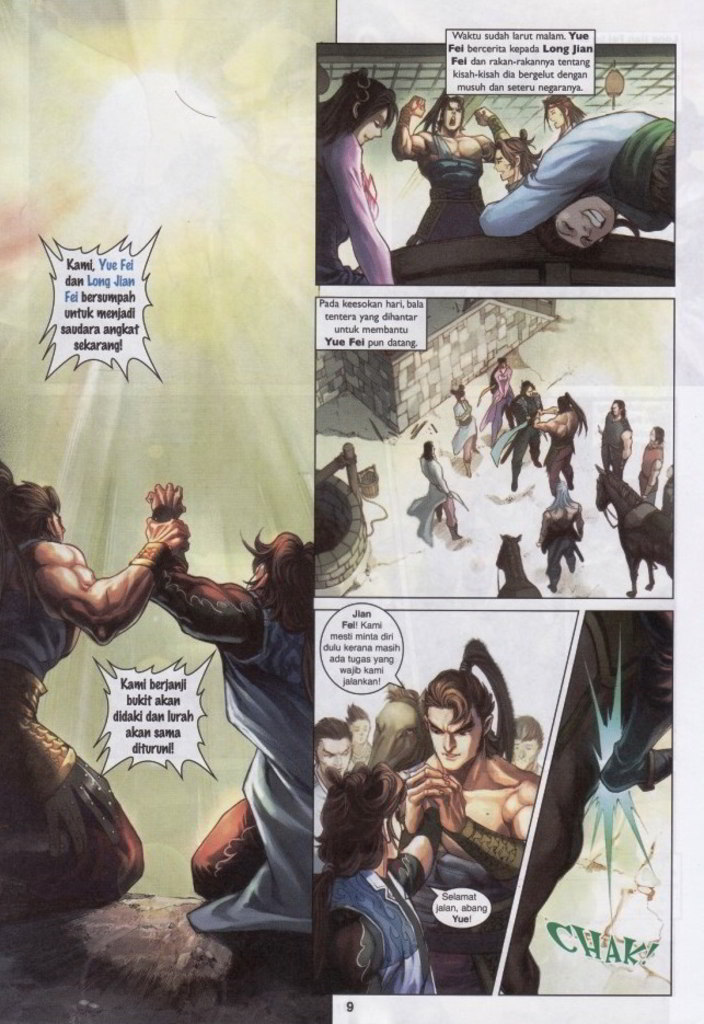 Kami, Yue Fei
dan Long Jian
Fei bersumpah
untuk menjadi
saudara angkat
sekarang!
Kami berjanji
bukit akan
didaki dan lurah
akan sama
dituruni!
Waktu sudah larut malam. Yue
Fei bercerita kepada Long Jian
Fei dan rakan-rakannya tentang
kisah-kisah dia bergelut dengan
musuh dan seteru negaranya.
Pada keesokan hari, bala
tentera yang dihantar
untuk membantu
Yue Fei pun datang.
Jian
Fei! Kami
mesti minta diri
dulu kerana masih
ada tugas yang
wajib kami
jalankan!
Selamat
jalan, abang
Yue!
CHAK!
9